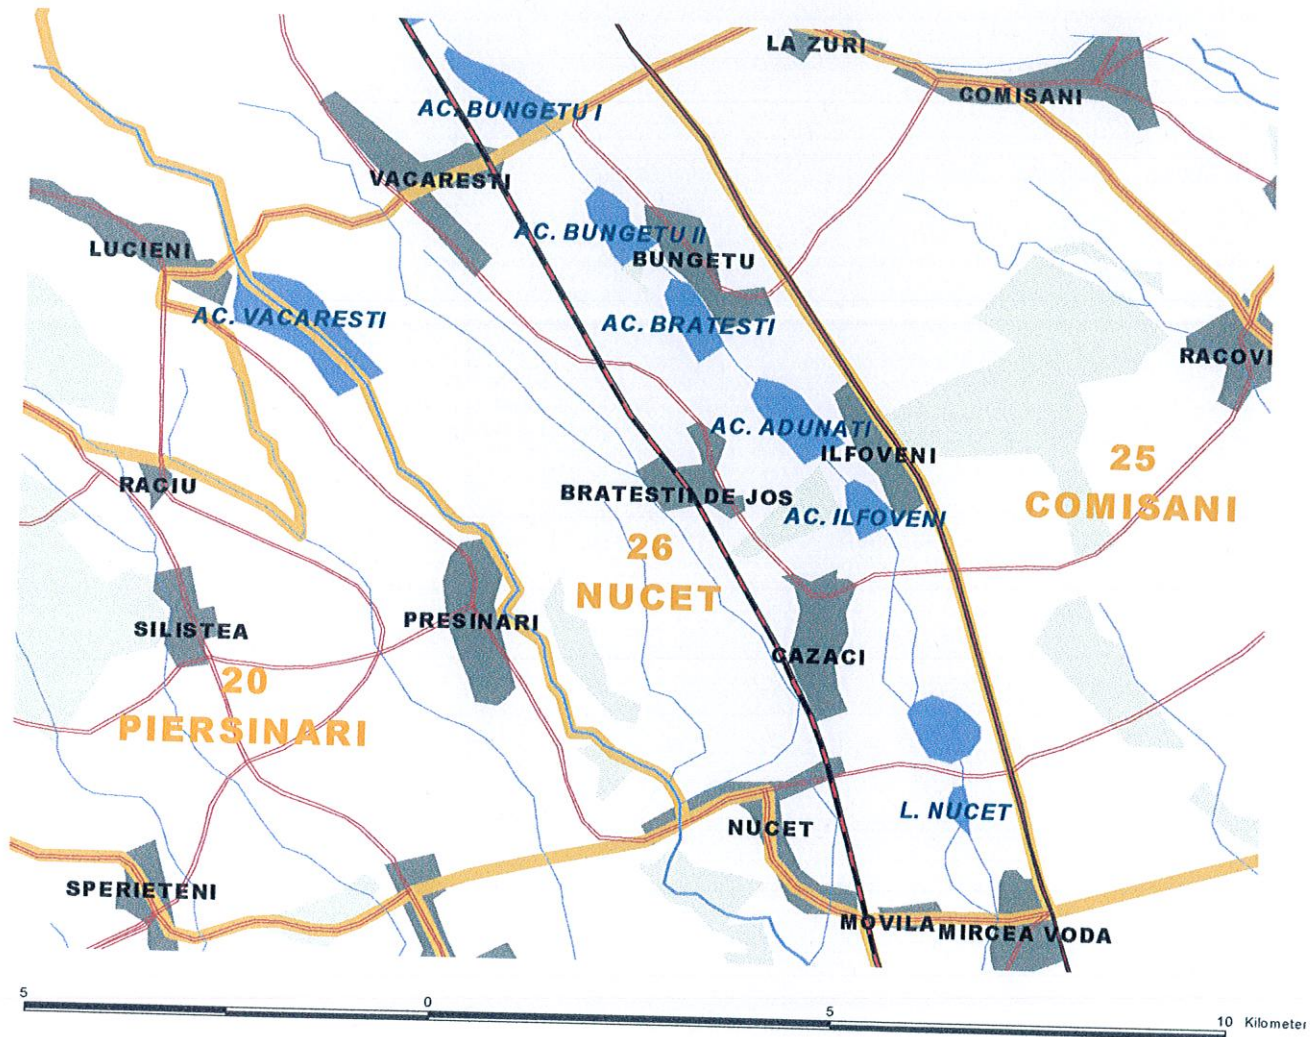 LA ZURI
COMISANI
AC. BUNGETU I
VACARESTI
AC. BUNGETU II
BUNGETU
LUCIENI
AC. VACARESTI
AC. BRATESTI
RACOVI
AC. ADUNATI
ILFOVENI
25
COMISANI
RACIU
BRATESTII DE JOS
AC. ILFOVENI
26
NUCET
PRESINARI
SILISTEA
CAZACI
20
PIERSINARI
L. NUCET
NUCET
SPERIETENI
MOVILA
MIRCEA VODA
5
0
5
10 Kilometer